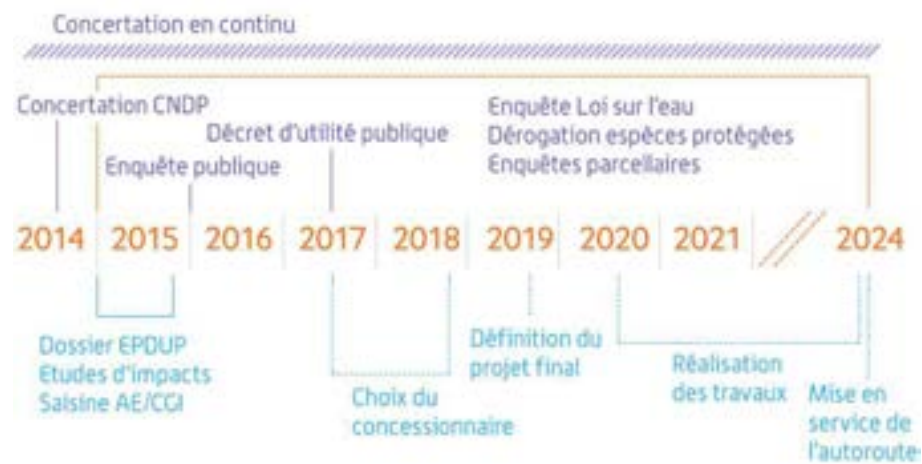 Concertation en continu
Concertation CNDP
Décret d'utilité publique
Enquête publique
Enquête Loi sur l'eau
Dérogation espèces protégées
Enquêtes parcellaires
2014 2015 2016 2017 2018 2019 2020 2021 2024
Dossier EPDUP
Etudes d'impacts
Saisine AE/CGI
Choix du
concessionnaire
Définition du
projet final
Réalisation
des travaux
Mise en
service de
l'autoroute